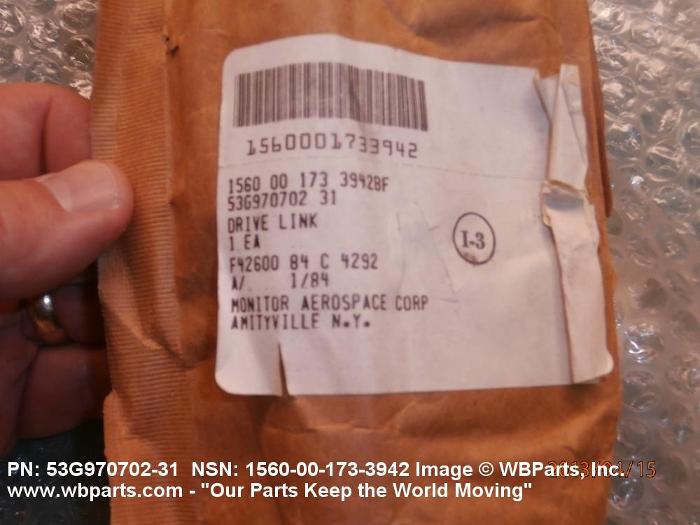 1560001733942
1560 00 173 3942BF
53G970702 31
DRIVE LINK
1 EA
I-3
F42600 84 C 4292
A/ 1/84
MONITOR AEROSPACE CORP
AMITYVILLE N.Y.
PN: 53G970702-31 NSN: 1560-00-173-3942 Image © WBParts, Inc.
www.wbparts.com - "Our Parts Keep the World Moving"